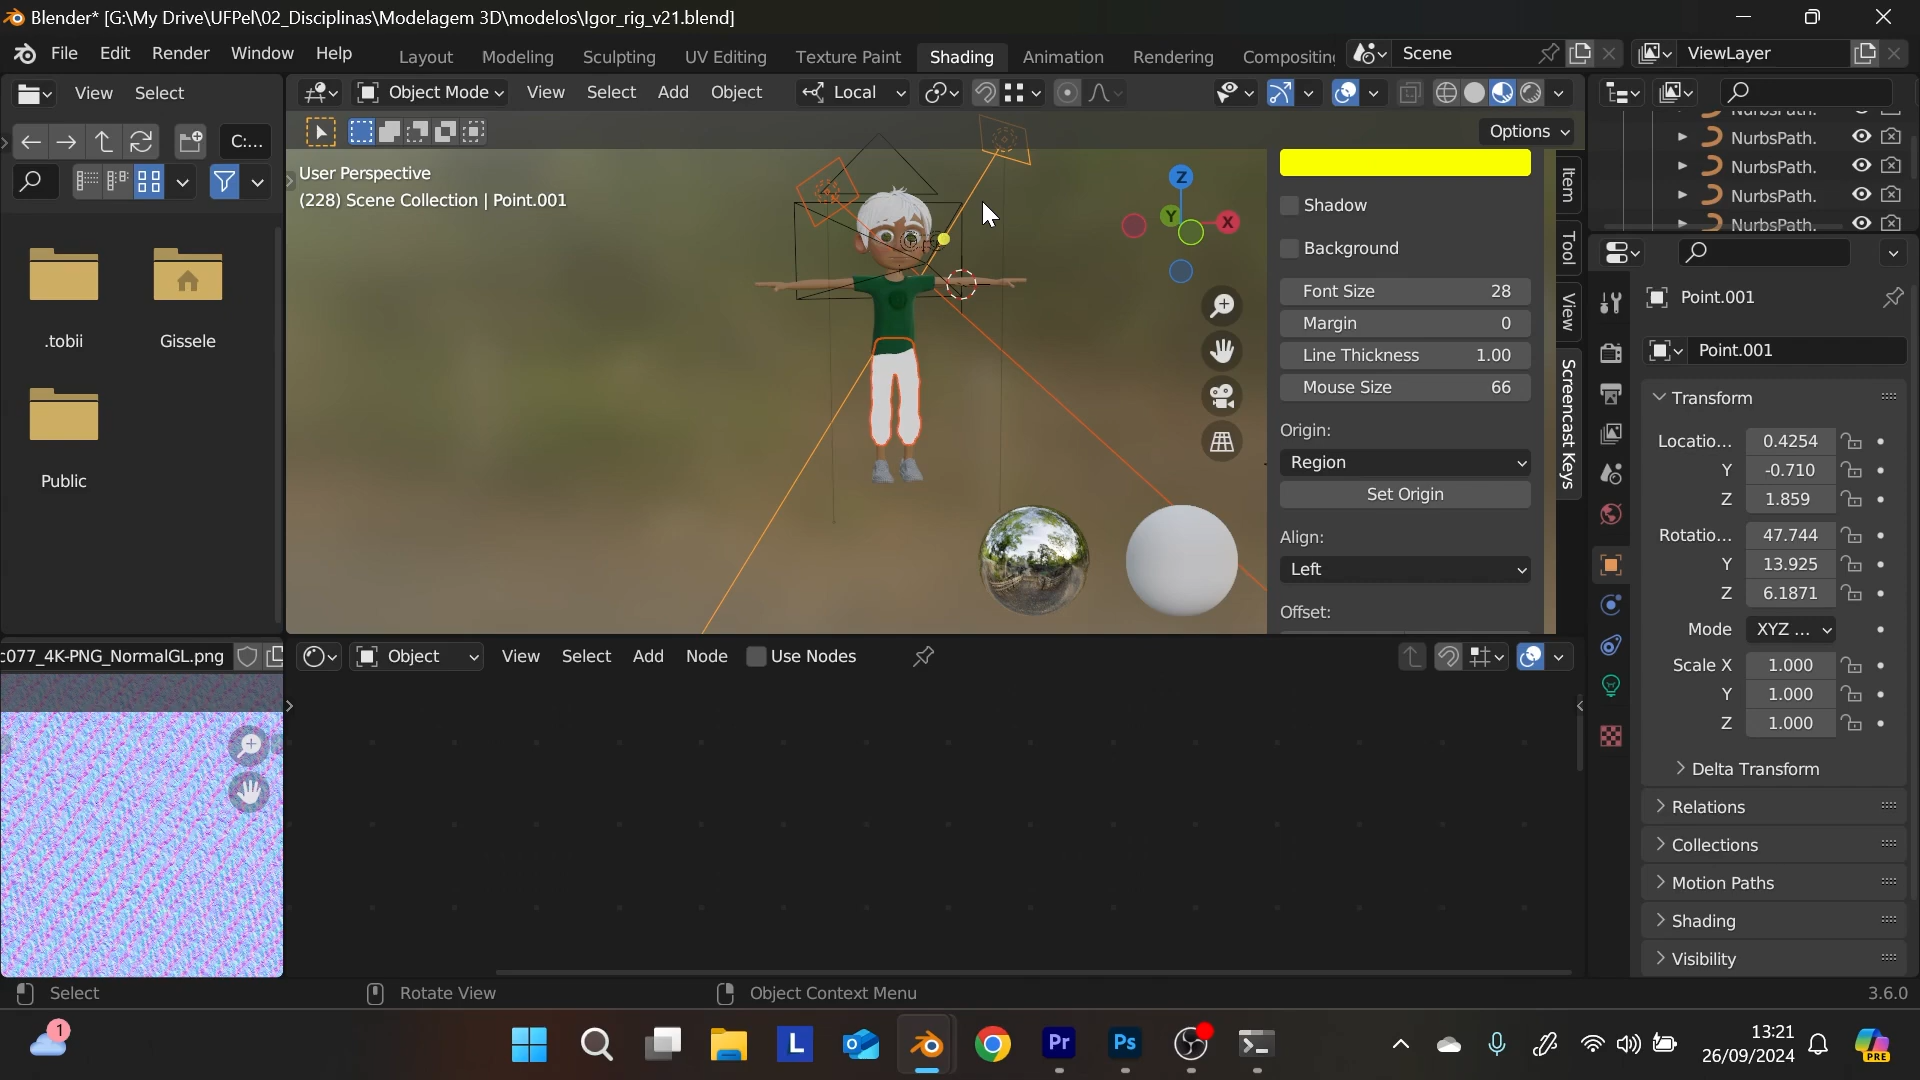 Blender* [G:\My Drive\UFPel\02_Disciplinas\Modelagem 3D\modelos\Igor_rig_v21.blend]
File Edit Render Window Help Layout Modeling Sculpting UV Editing Texture Paint Shading Animation Rendering Compositin Scene ViewLayer
View Select Object Mode View Select Add Object Local
C:...
Options
User Perspective
(228) Scene Collection | Point.001
.tobii Gissele
Public
Z
Y
X
Shadow
Background
Font Size 28
Margin 0
Line Thickness 1.00
Mouse Size 66
Origin:
Region
Set Origin
Align:
Left
Offset:
Item
Tool
View
Screencast Keys
NurbsPath.
NurbsPath.
NurbsPath.
NurbsPath.
NurbsPath.
Point.001
Point.001
Transform
Locatio... 0.4254
Y -0.710
Z 1.859
Rotatio... 47.744
Y 13.925
Z 6.1871
Mode XYZ ...
Scale X 1.000
Y 1.000
Z 1.000
Delta Transform
Relations
Collections
Motion Paths
Shading
Visibility
c077_4K-PNG_NormalGL.png Object View Select Add Node Use Nodes
Select Rotate View Object Context Menu 3.6.0
1
L
Pr
Ps
13:21
26/09/2024
PRE